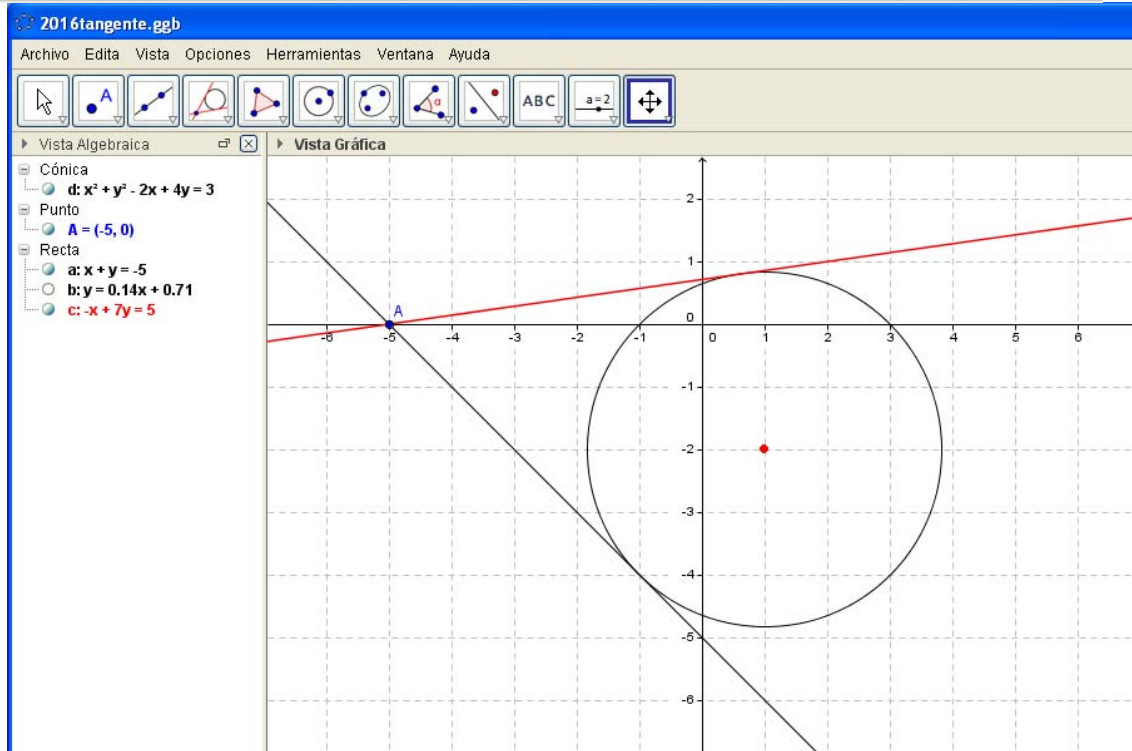 2016tangente.ggb
Archivo Edita Vista Opciones Herramientas Ventana Ayuda
A α ABC a=2
Vista Algebraica
Vista Gráfica
Cónica
d: x² + y² - 2x + 4y = 3
Punto
A = (-5, 0)
Recta
a: x + y = -5
b: y = 0.14x + 0.71
c: -x + 7y = 5
2
1
A
0
-6 -5 -4 -3 -2 -1 0 1 2 3 4 5 6
-1
-2
-3
-4
-5
-6